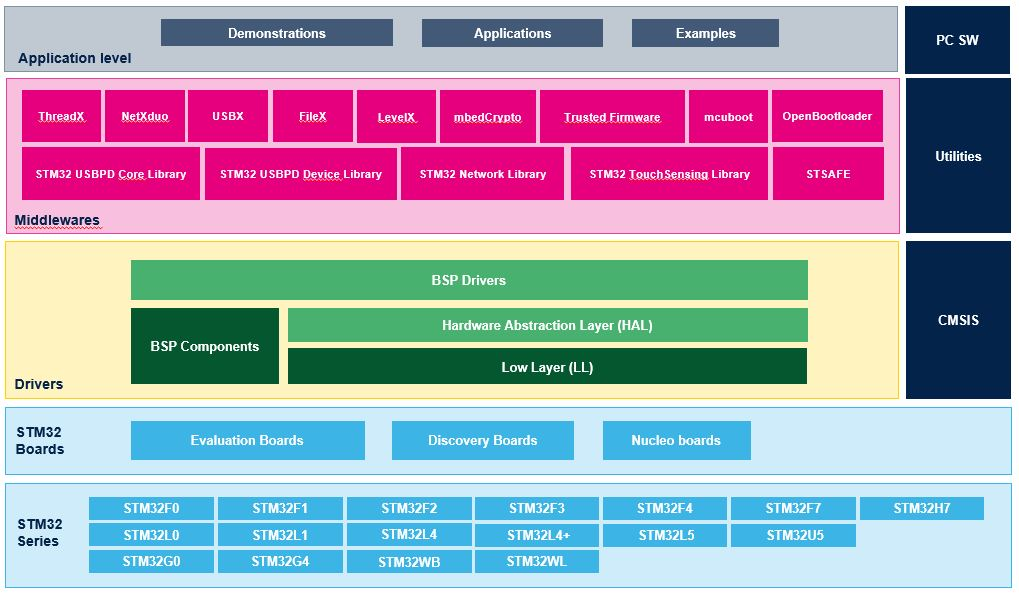 Demonstrations
Applications
Examples
Application level
PC SW
ThreadX
NetXduo
USBX
FileX
LevelX
mbedCrypto
Trusted Firmware
mcuboot
OpenBootloader
STM32 USBPD Core Library
STM32 USBPD Device Library
STM32 Network Library
STM32 TouchSensing Library
STSAFE
Middlewares
Utilities
BSP Drivers
BSP Components
Hardware Abstraction Layer (HAL)
Low Layer (LL)
Drivers
CMSIS
STM32
Boards
Evaluation Boards
Discovery Boards
Nucleo boards
STM32
Series
STM32F0
STM32F1
STM32F2
STM32F3
STM32F4
STM32F7
STM32H7
STM32L0
STM32L1
STM32L4
STM32L4+
STM32L5
STM32U5
STM32G0
STM32G4
STM32WB
STM32WL